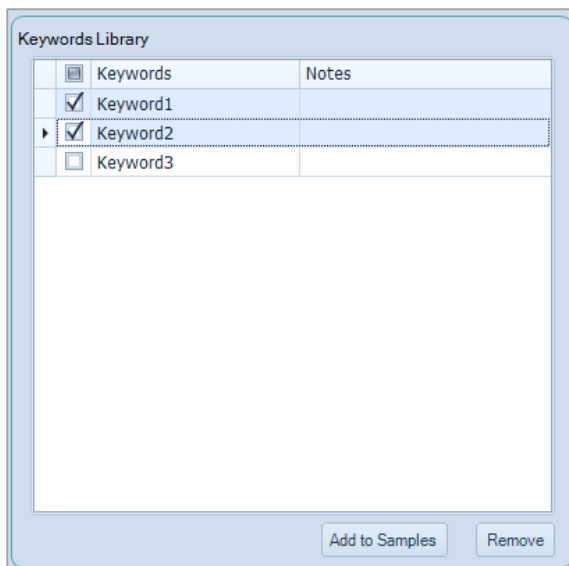 Keywords Library
Keywords Notes
Keyword1
Keyword2
Keyword3
Add to Samples Remove